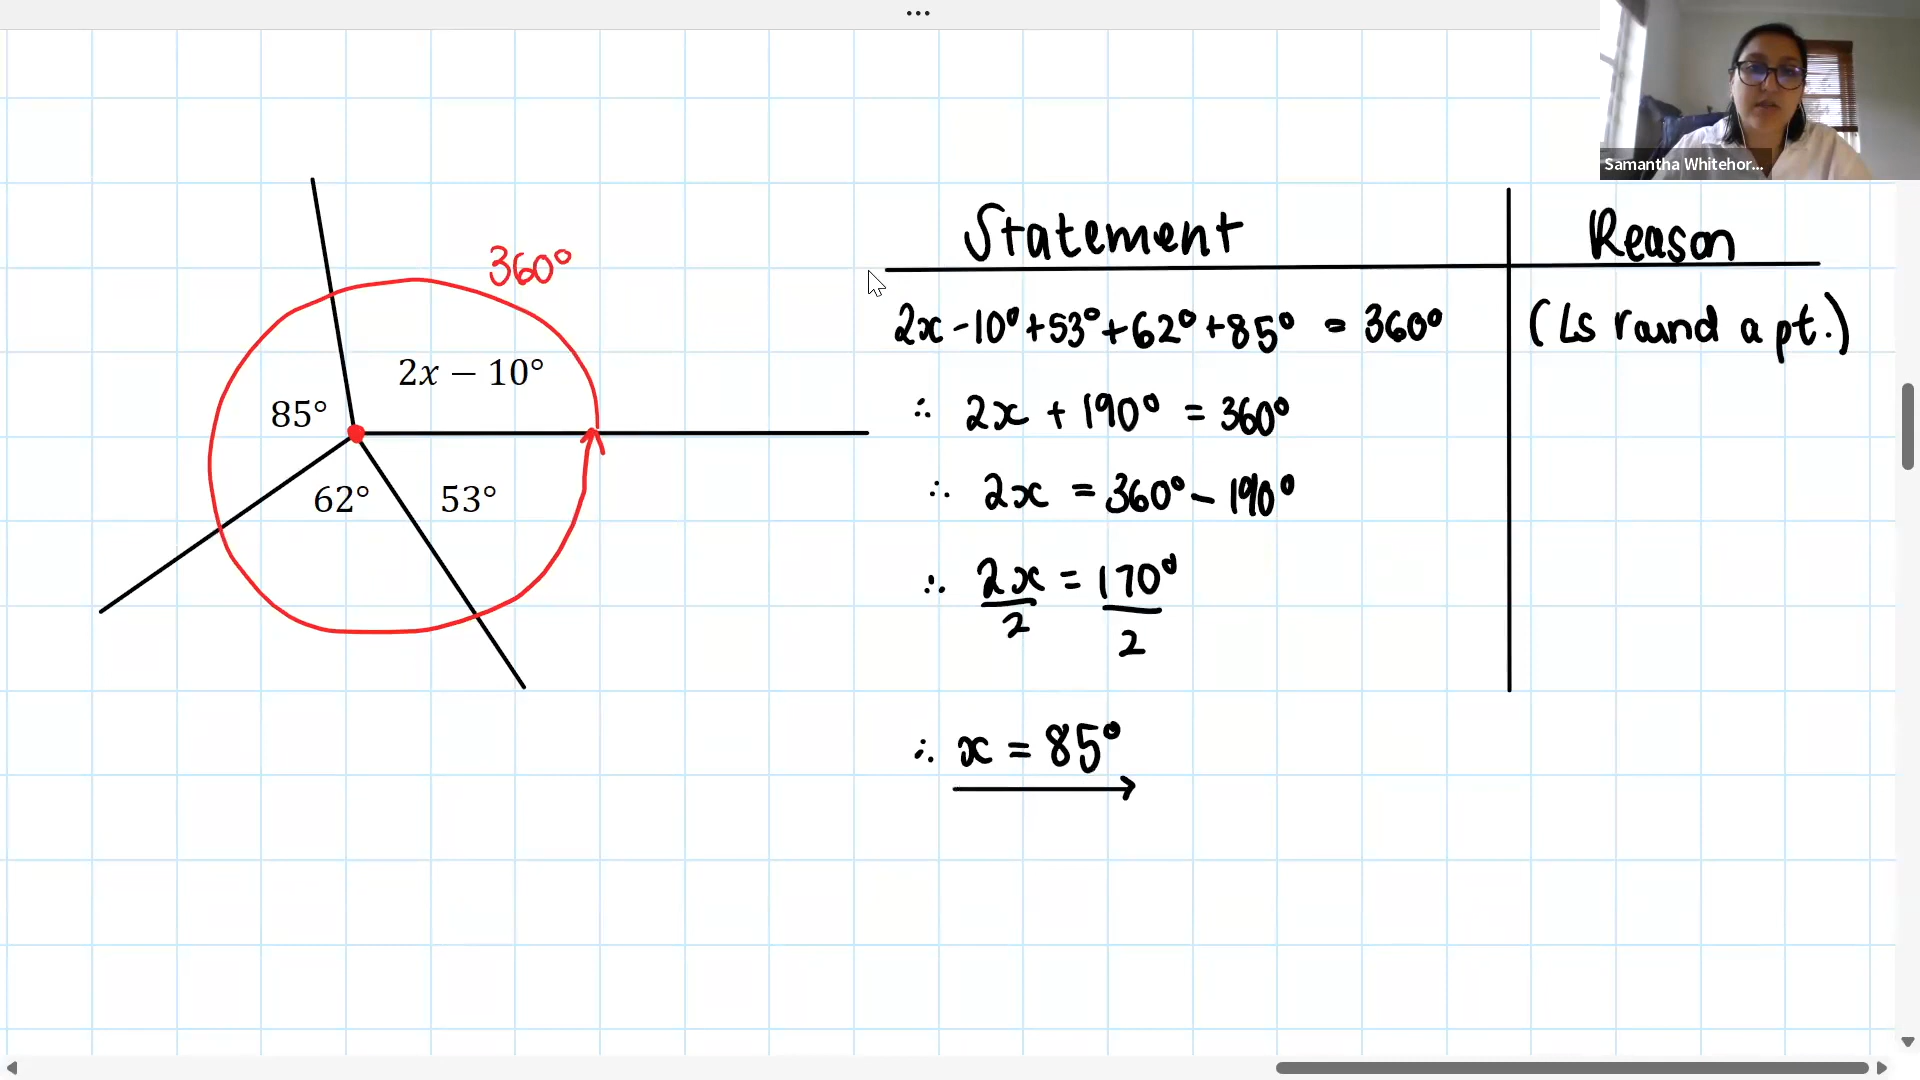 ...
Samantha Whitehor...
360°
2x − 10°
85°
62°
53°
Statement
Reason
2x - 10° + 53° + 62° + 85° = 360°
(∠s round a pt.)
∴ 2x + 190° = 360°
∴ 2x = 360° - 190°
∴ 2x = 170°
2 2
∴ x = 85°